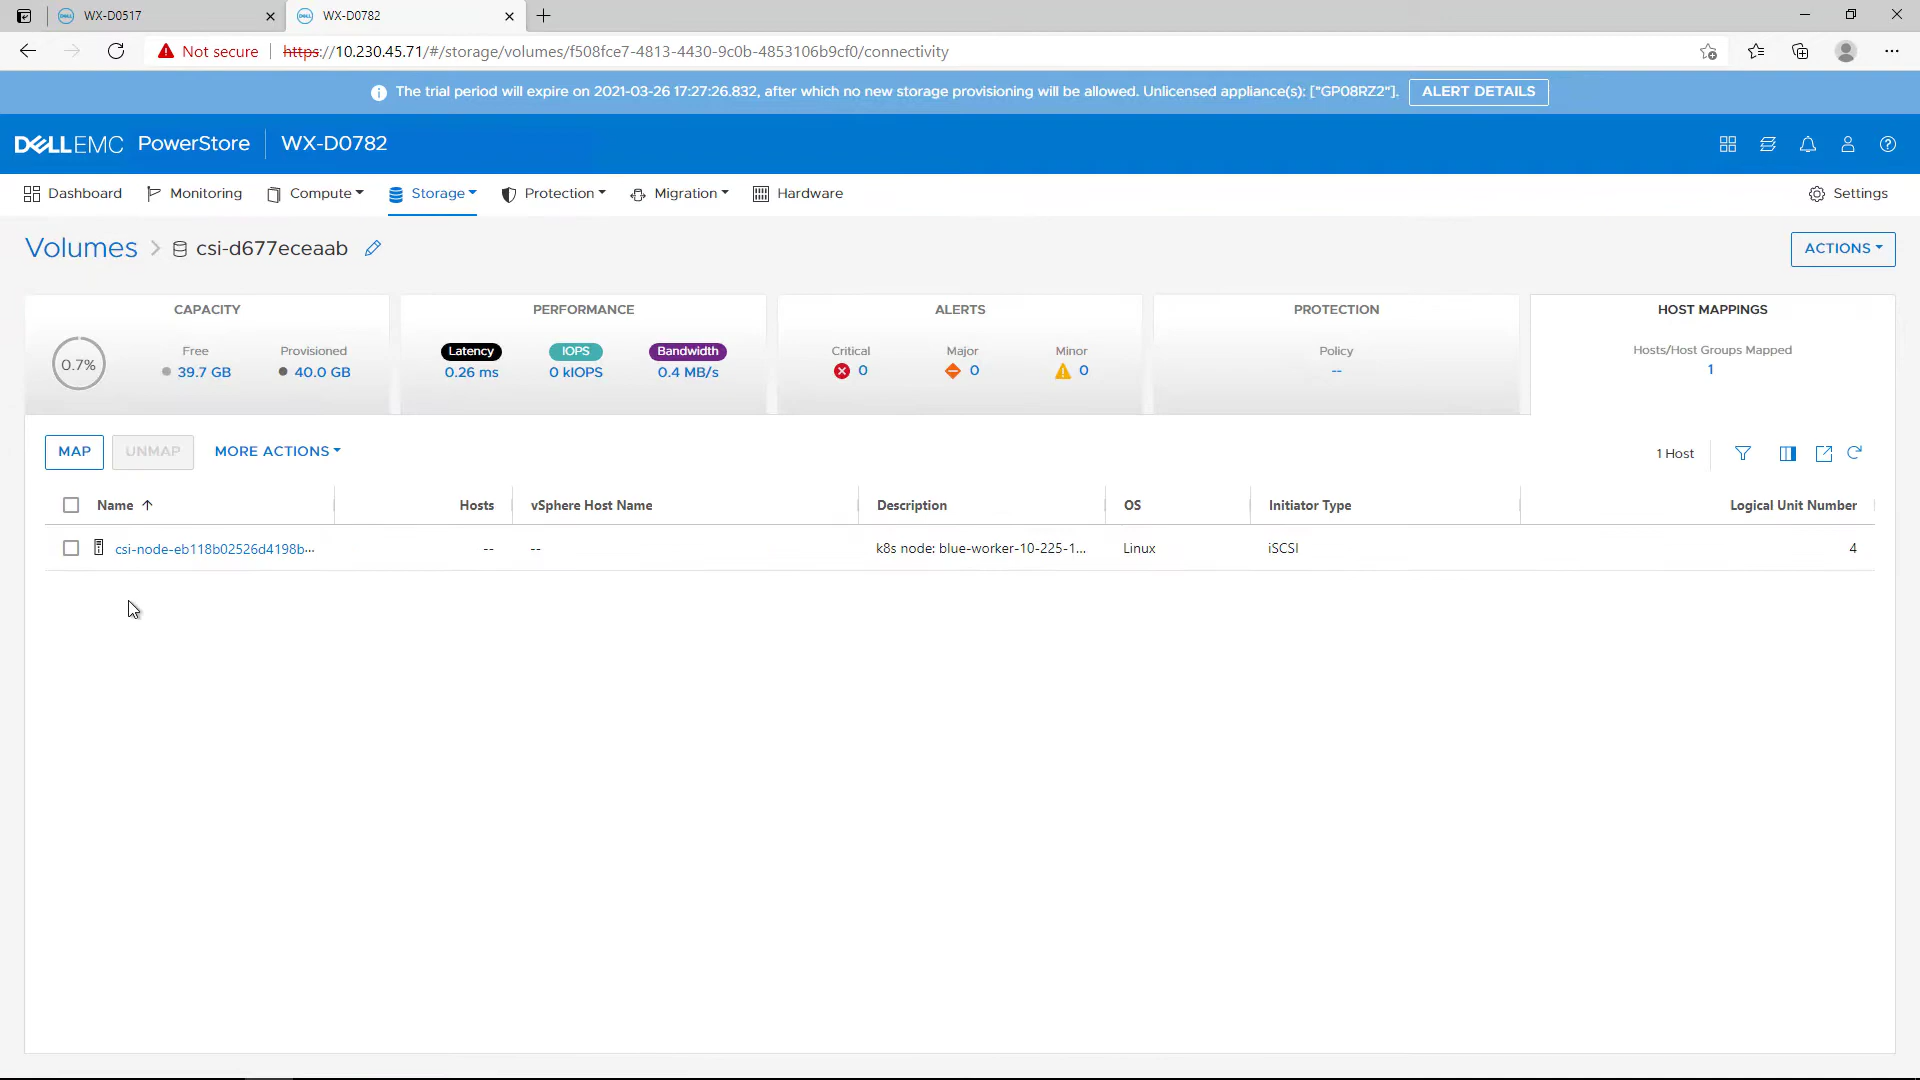 WX-D0517
WX-D0782
Not secure https://10.230.45.71/#/storage/volumes/f508fce7-4813-4430-9c0b-4853106b9cf0/connectivity
The trial period will expire on 2021-03-26 17:27:26.832, after which no new storage provisioning will be allowed. Unlicensed appliance(s): ["GP08RZ2"]. ALERT DETAILS
DELLEMC PowerStore WX-D0782
Dashboard Monitoring Compute Storage Protection Migration Hardware Settings
Volumes > csi-d677eceaab ACTIONS
CAPACITY PERFORMANCE ALERTS PROTECTION HOST MAPPINGS
Free Provisioned Latency IOPS Bandwidth Critical Major Minor Policy Hosts/Host Groups Mapped
0.7% 39.7 GB 40.0 GB 0.26 ms 0 kIOPS 0.4 MB/s 0 0 0 -- 1
MAP UNMAP MORE ACTIONS 1 Host
Name Hosts vSphere Host Name Description OS Initiator Type Logical Unit Number
csi-node-eb118b02526d4198b... -- -- k8s node: blue-worker-10-225-1... Linux iSCSI 4